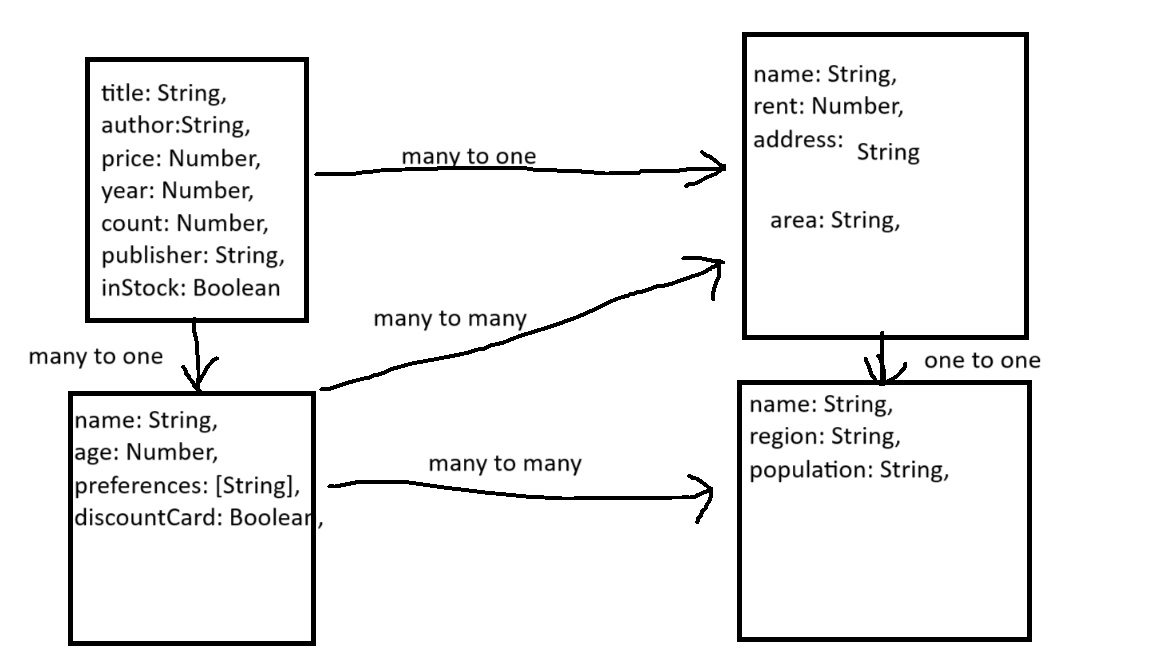 title: String,
author:String,
price: Number,
year: Number,
count: Number,
publisher: String,
inStock: Boolean
many to one
name: String,
rent: Number,
address:
String
area: String,
many to many
many to one
one to one
name: String,
age: Number,
preferences: [String],
discountCard: Boolean,
many to many
name: String,
region: String,
population: String,